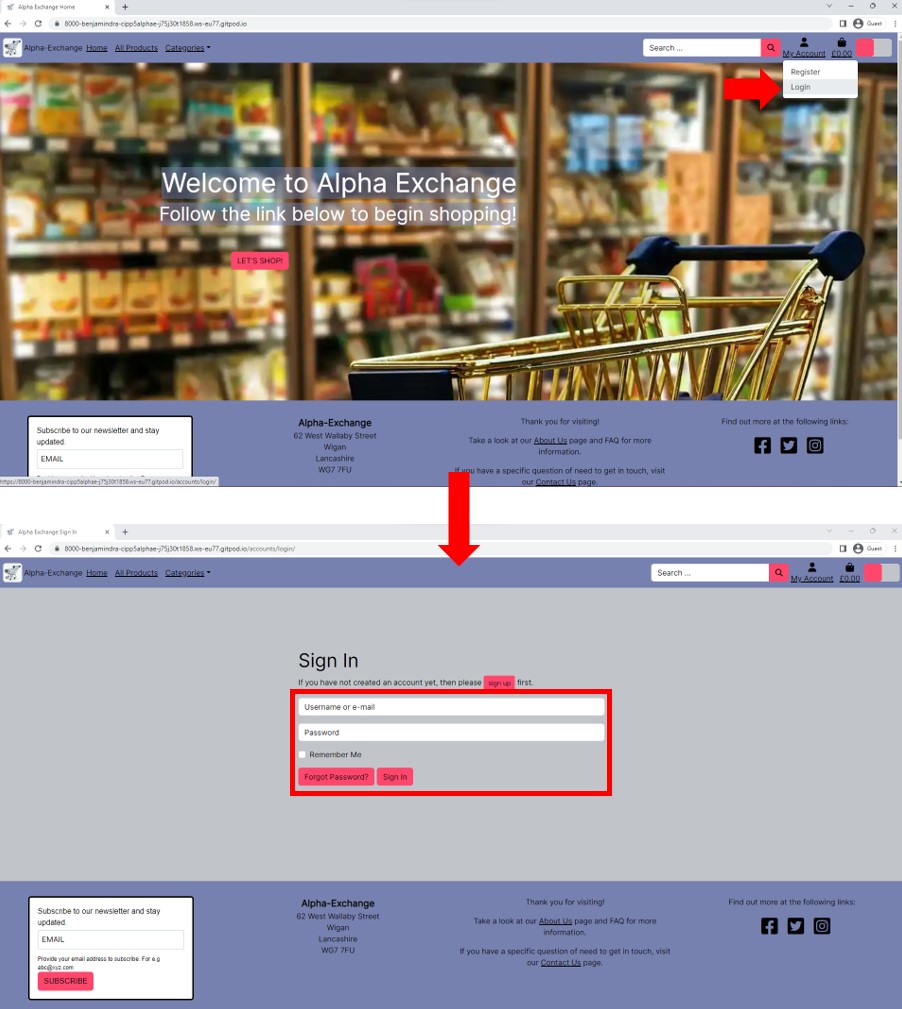 Alpha Exchange Home
8000-benjamindra-cipp5alphae-j75j30t1858.ws-eu77.gitpod.io
Guest
Alpha-Exchange Home All Products Categories
Search ...
My Account £0.00
Register
Login
Welcome to Alpha Exchange
Follow the link below to begin shopping!
LET'S SHOP!
Subscribe to our newsletter and stay
updated.
EMAIL
Alpha-Exchange
62 West Wallaby Street
Wigan
Lancashire
WG7 7FU
Thank you for visiting!
Take a look at our About Us page and FAQ for more
information.
If you have a specific question of need to get in touch, visit
our Contact Us page.
Find out more at the following links:
https://8000-benjamindra-cipp5alphae-j75j30t1858.ws-eu77.gitpod.io/accounts/login/
Alpha Exchange Sign In
8000-benjamindra-cipp5alphae-j75j30t1858.ws-eu77.gitpod.io/accounts/login/
Guest
Alpha-Exchange Home All Products Categories
Search ...
My Account £0.00
Sign In
If you have not created an account yet, then please sign up first.
Username or e-mail
Password
Remember Me
Forgot Password? Sign In
Subscribe to our newsletter and stay
updated.
EMAIL
Provide your email address to subscribe. For e.g
abc@xyz.com
SUBSCRIBE
Alpha-Exchange
62 West Wallaby Street
Wigan
Lancashire
WG7 7FU
Thank you for visiting!
Take a look at our About Us page and FAQ for more
information.
If you have a specific question of need to get in touch, visit
our Contact Us page.
Find out more at the following links: